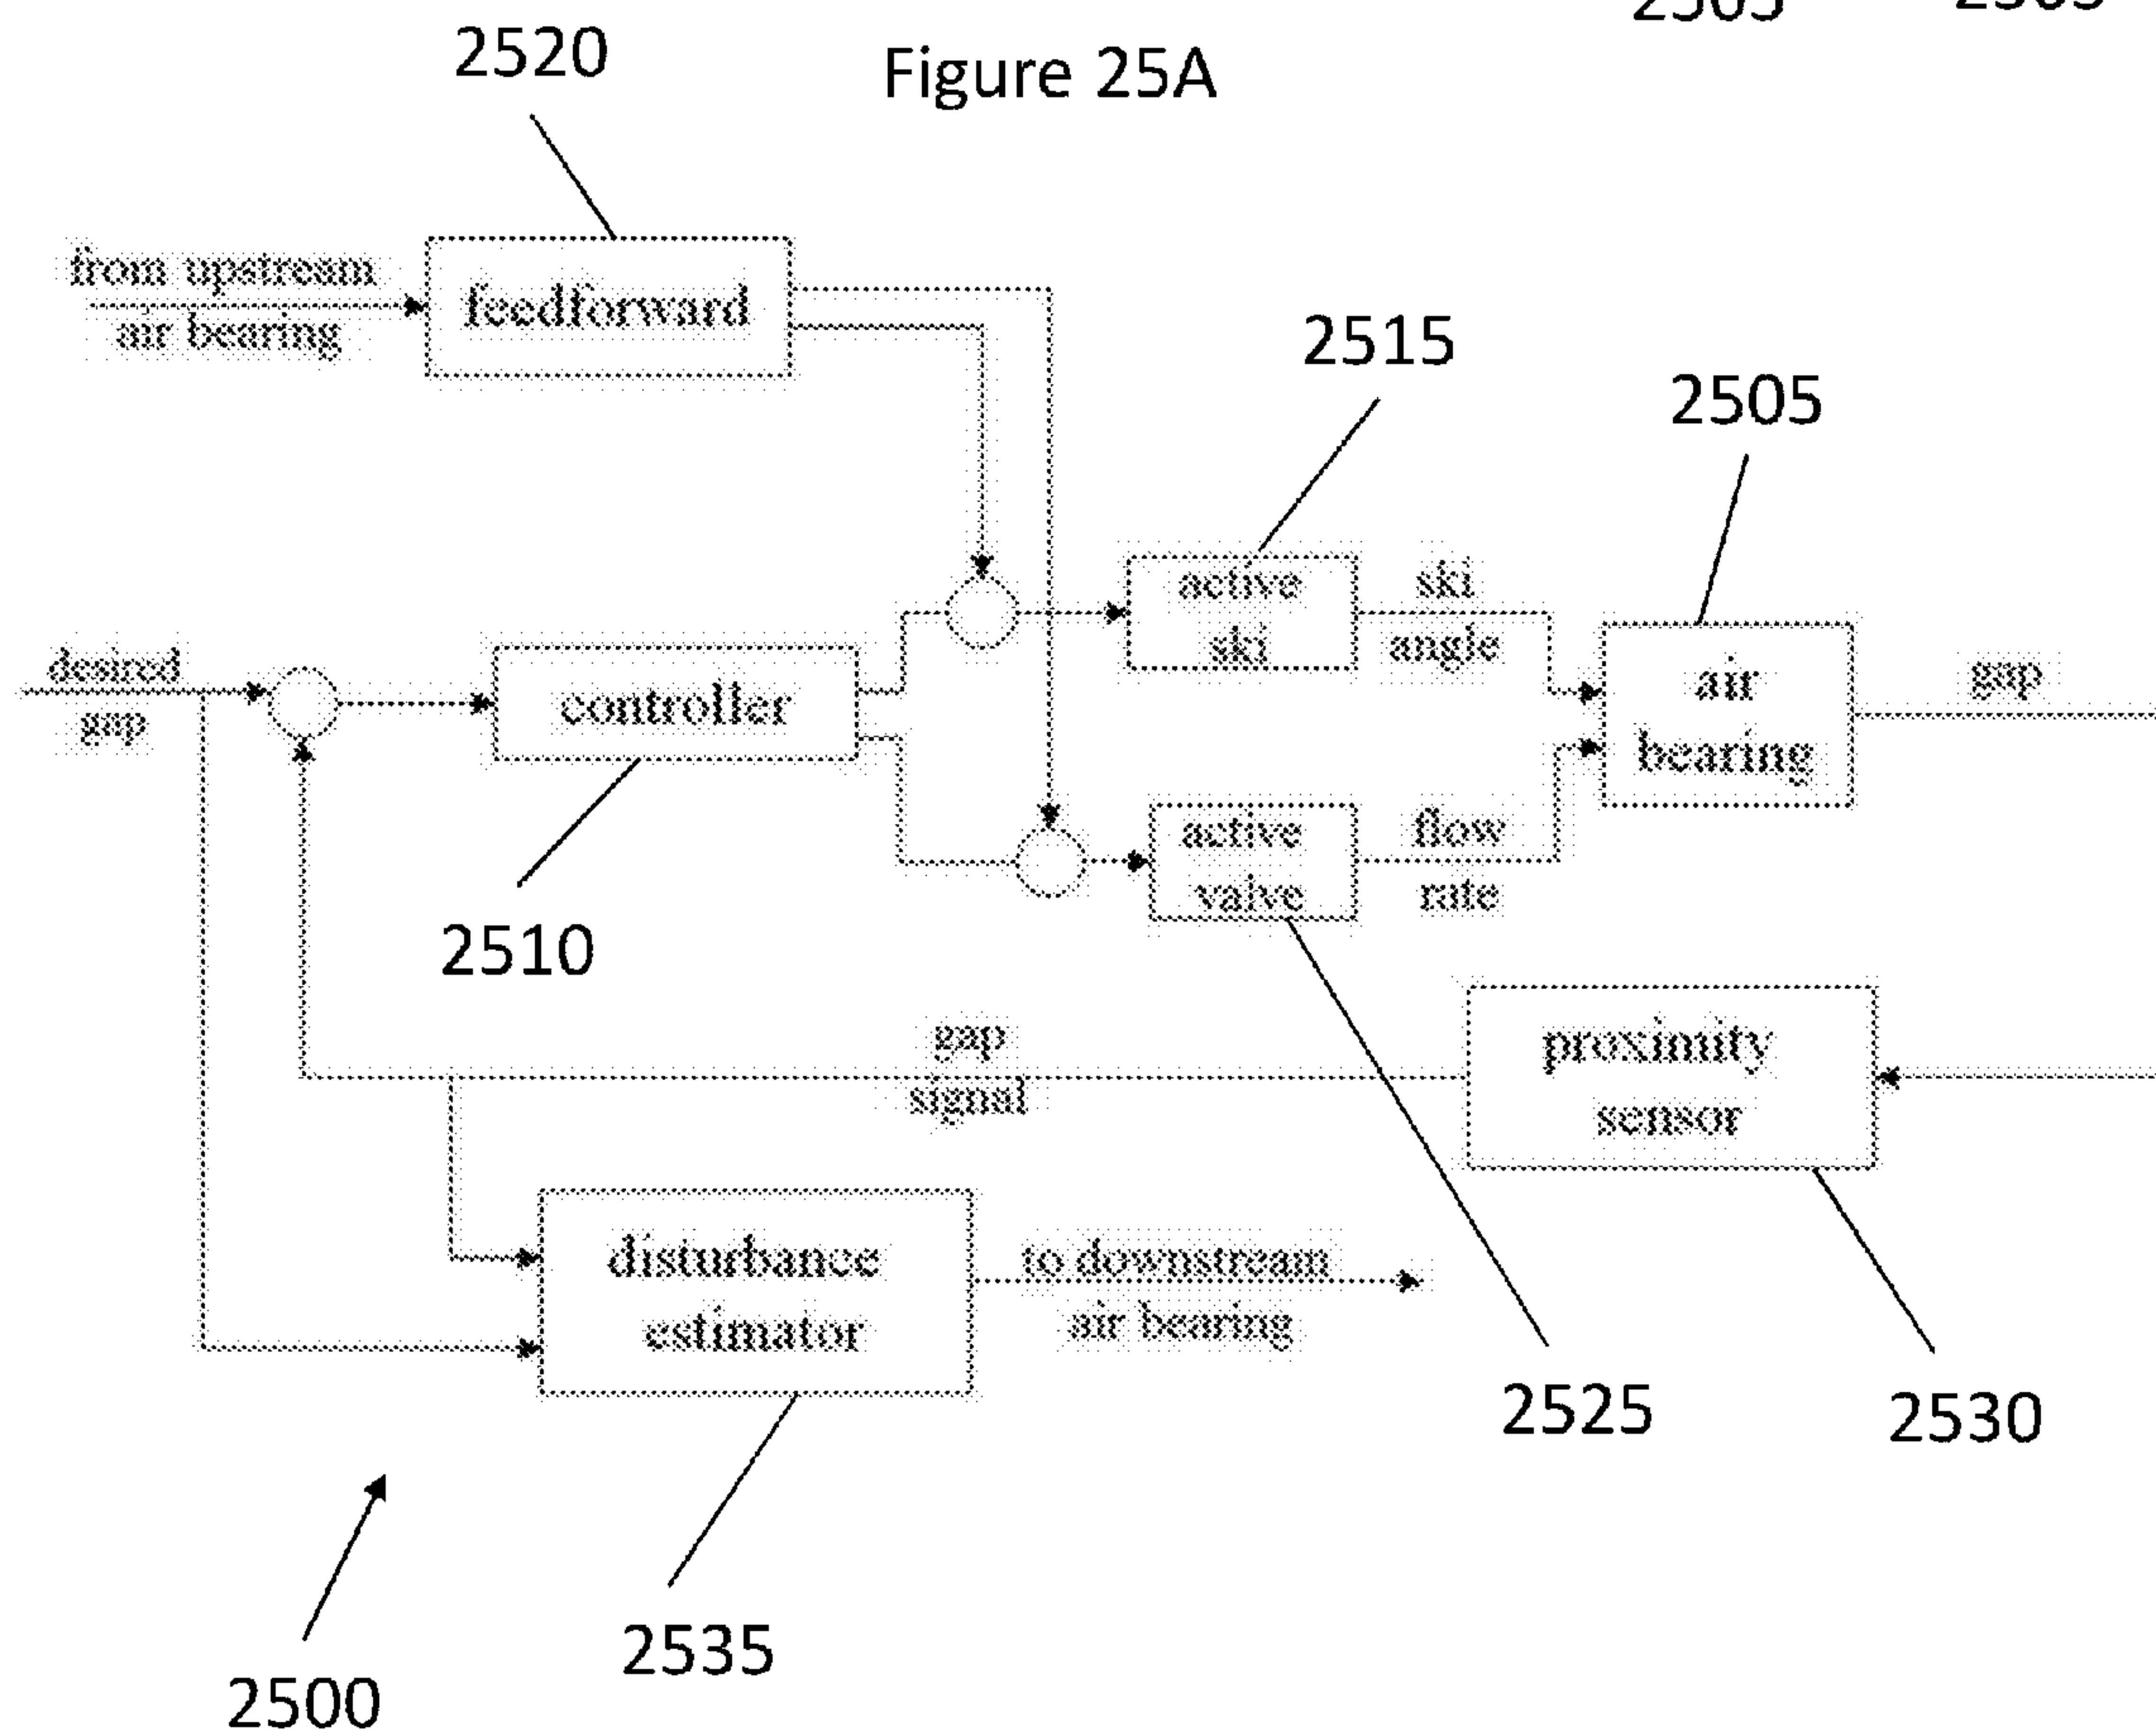 2505
2505
2520
Figure 25A
from upstream
air bearing
feedforward
2515
2505
active
ski
ski
angle
desired
gap
controller
air
bearing
gap
active
valve
flow
rate
2510
gap
signal
proximity
sensor
disturbance
estimator
to downstream
air bearing
2525
2530
2535
2500